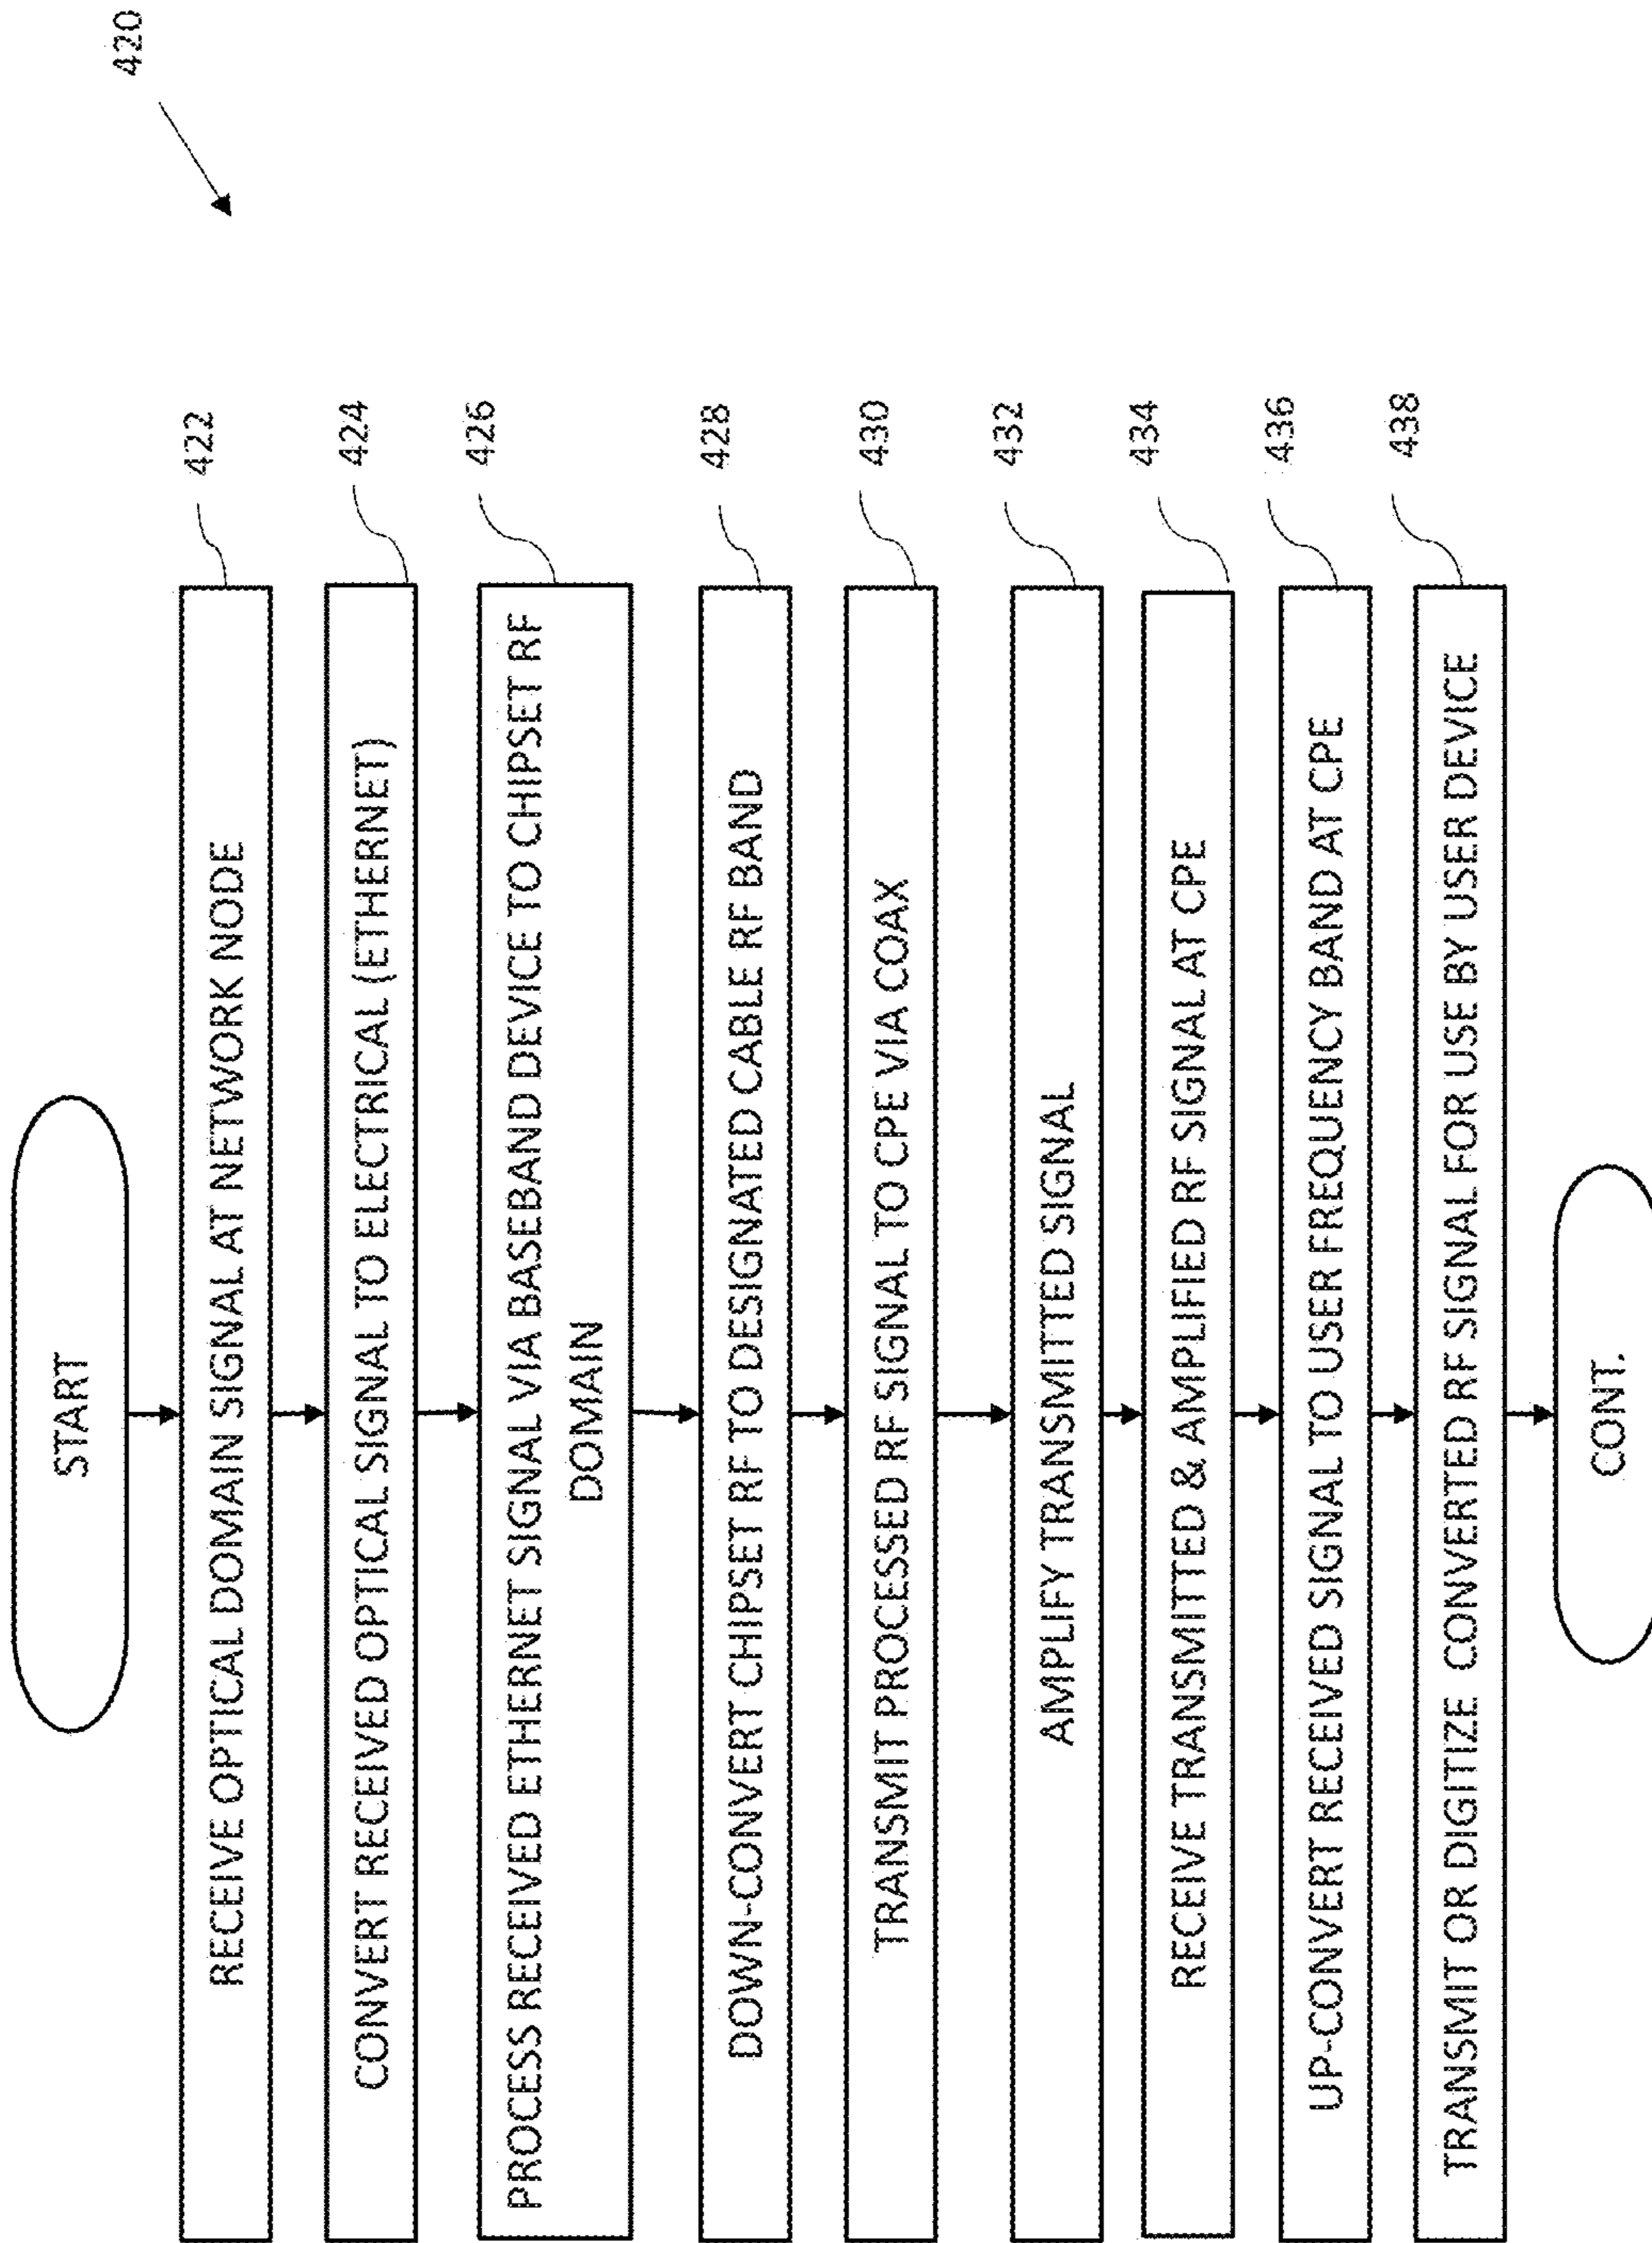 420
START
RECEIVE OPTICAL DOMAIN SIGNAL AT NETWORK NODE
422
CONVERT RECEIVED OPTICAL SIGNAL TO ELECTRICAL (ETHERNET)
424
PROCESS RECEIVED ETHERNET SIGNAL VIA BASEBAND DEVICE TO CHIPSET RF
DOMAIN
426
DOWN-CONVERT CHIPSET RF TO DESIGNATED CABLE RF BAND
428
TRANSMIT PROCESSED RF SIGNAL TO CPE VIA COAX
430
AMPLIFY TRANSMITTED SIGNAL
432
RECEIVE TRANSMITTED & AMPLIFIED RF SIGNAL AT CPE
434
UP-CONVERT RECEIVED SIGNAL TO USER FREQUENCY BAND AT CPE
436
TRANSMIT OR DIGITIZE CONVERTED RF SIGNAL FOR USE BY USER DEVICE
438
CONT.